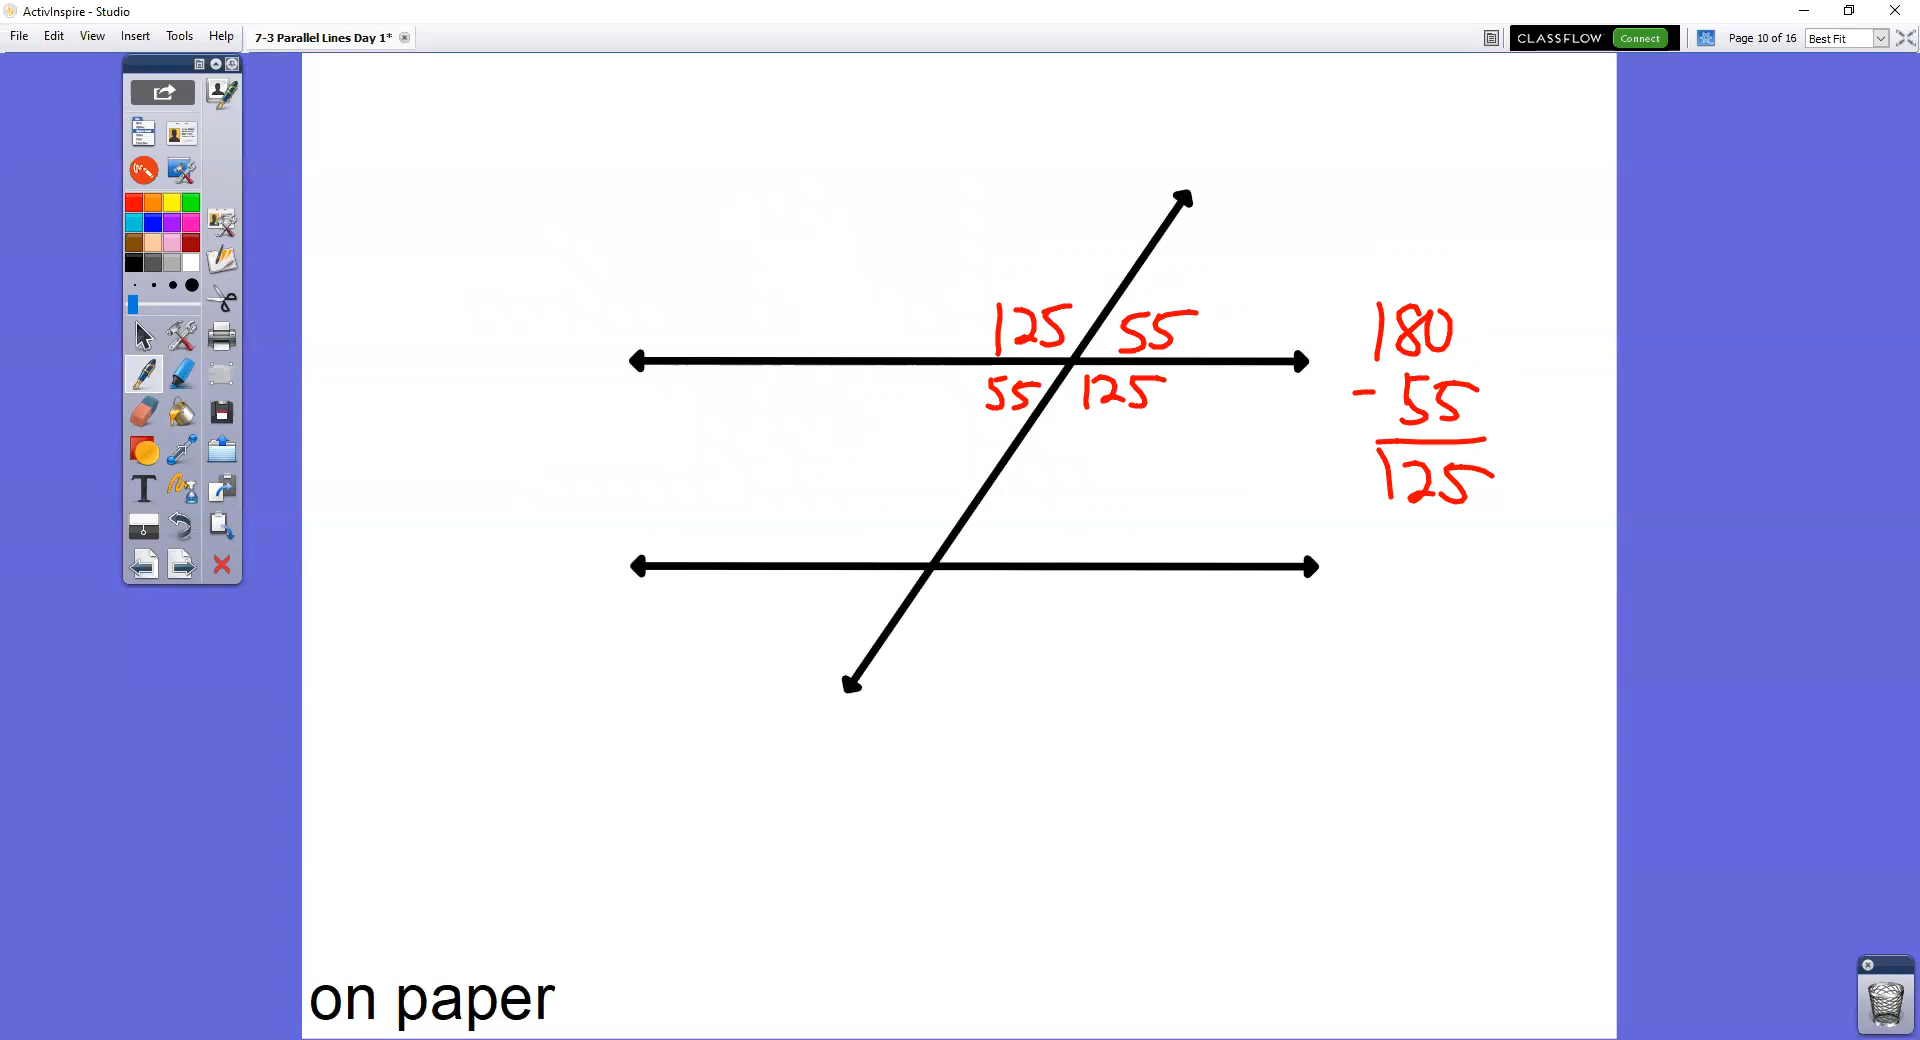 ActivInspire - Studio
File Edit View Insert Tools Help
7-3 Parallel Lines Day 1*
CLASSFLOW Connect
Page 10 of 16
Best Fit
T
125 55
55 125
180
- 55
125
on paper